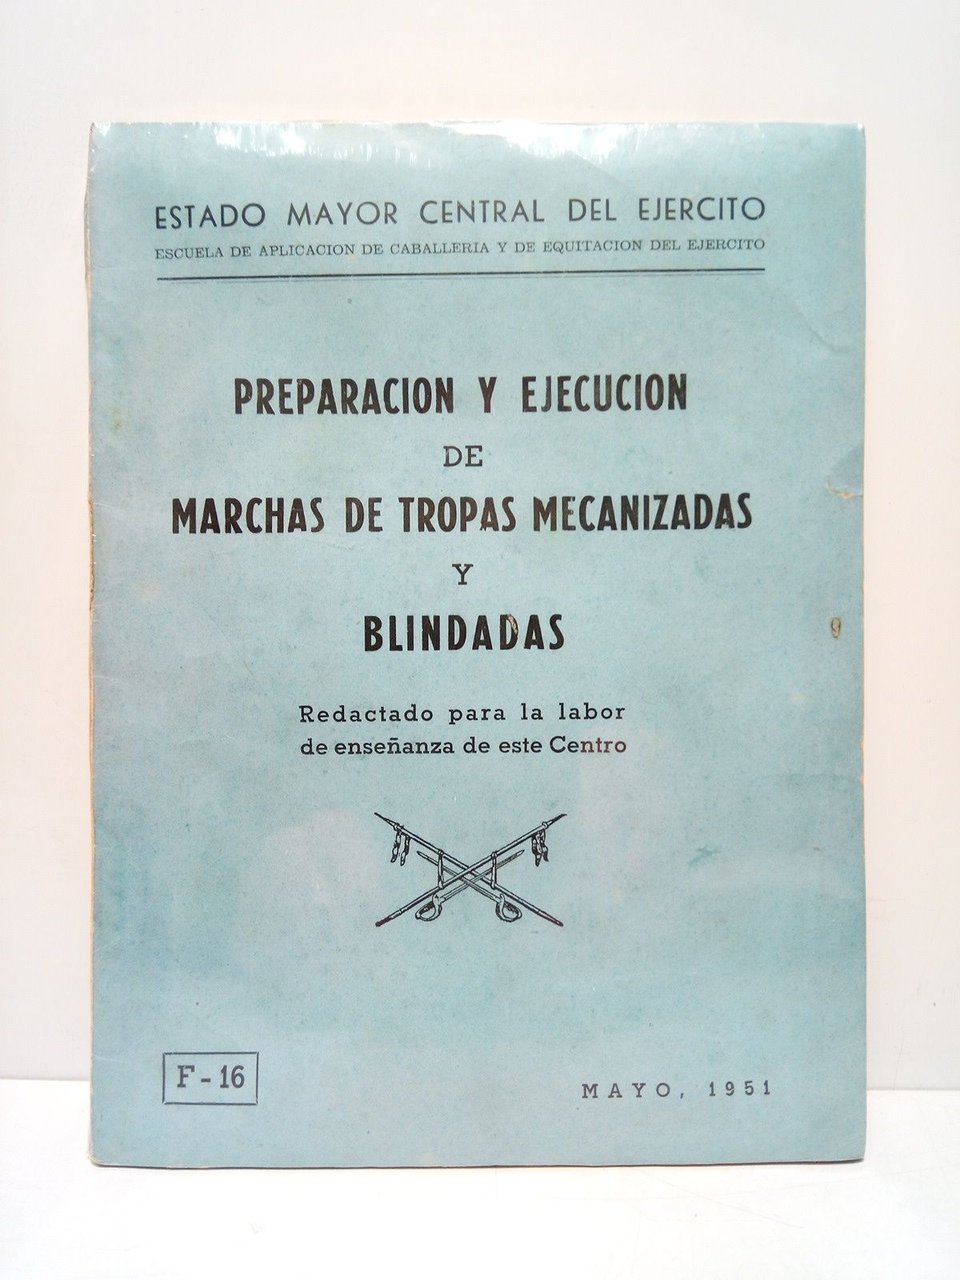 ESTADO MAYOR CENTRAL DEL EJERCITO
ESCUELA DE APLICACION DE CABALLERIA Y DE EQUITACION DEL EJERCITO
PREPARACION Y EJECUCION
DE
MARCHAS DE TROPAS MECANIZADAS
Y
BLINDADAS
Redactado para la labor
de enseñanza de este Centro
F-16
MAYO, 1951